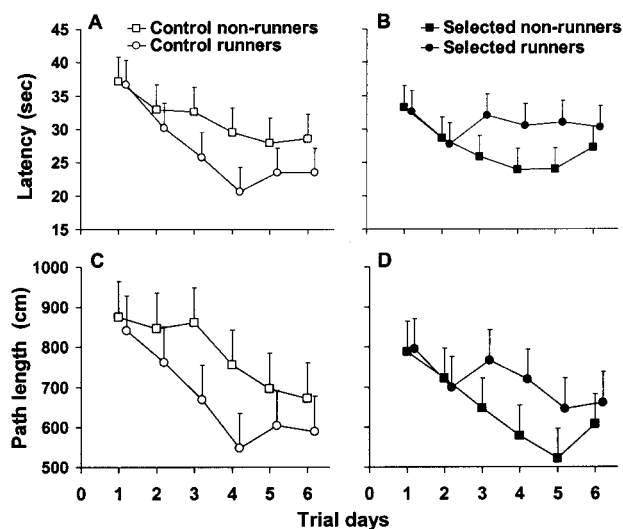 A
Control non-runners
Control runners
B
Selected non-runners
Selected runners
45
40
35
30
25
20
15
Latency (sec)
C
D
1000
900
800
700
600
500
Path length (cm)
0 1 2 3 4 5 6
0 1 2 3 4 5 6
Trial days